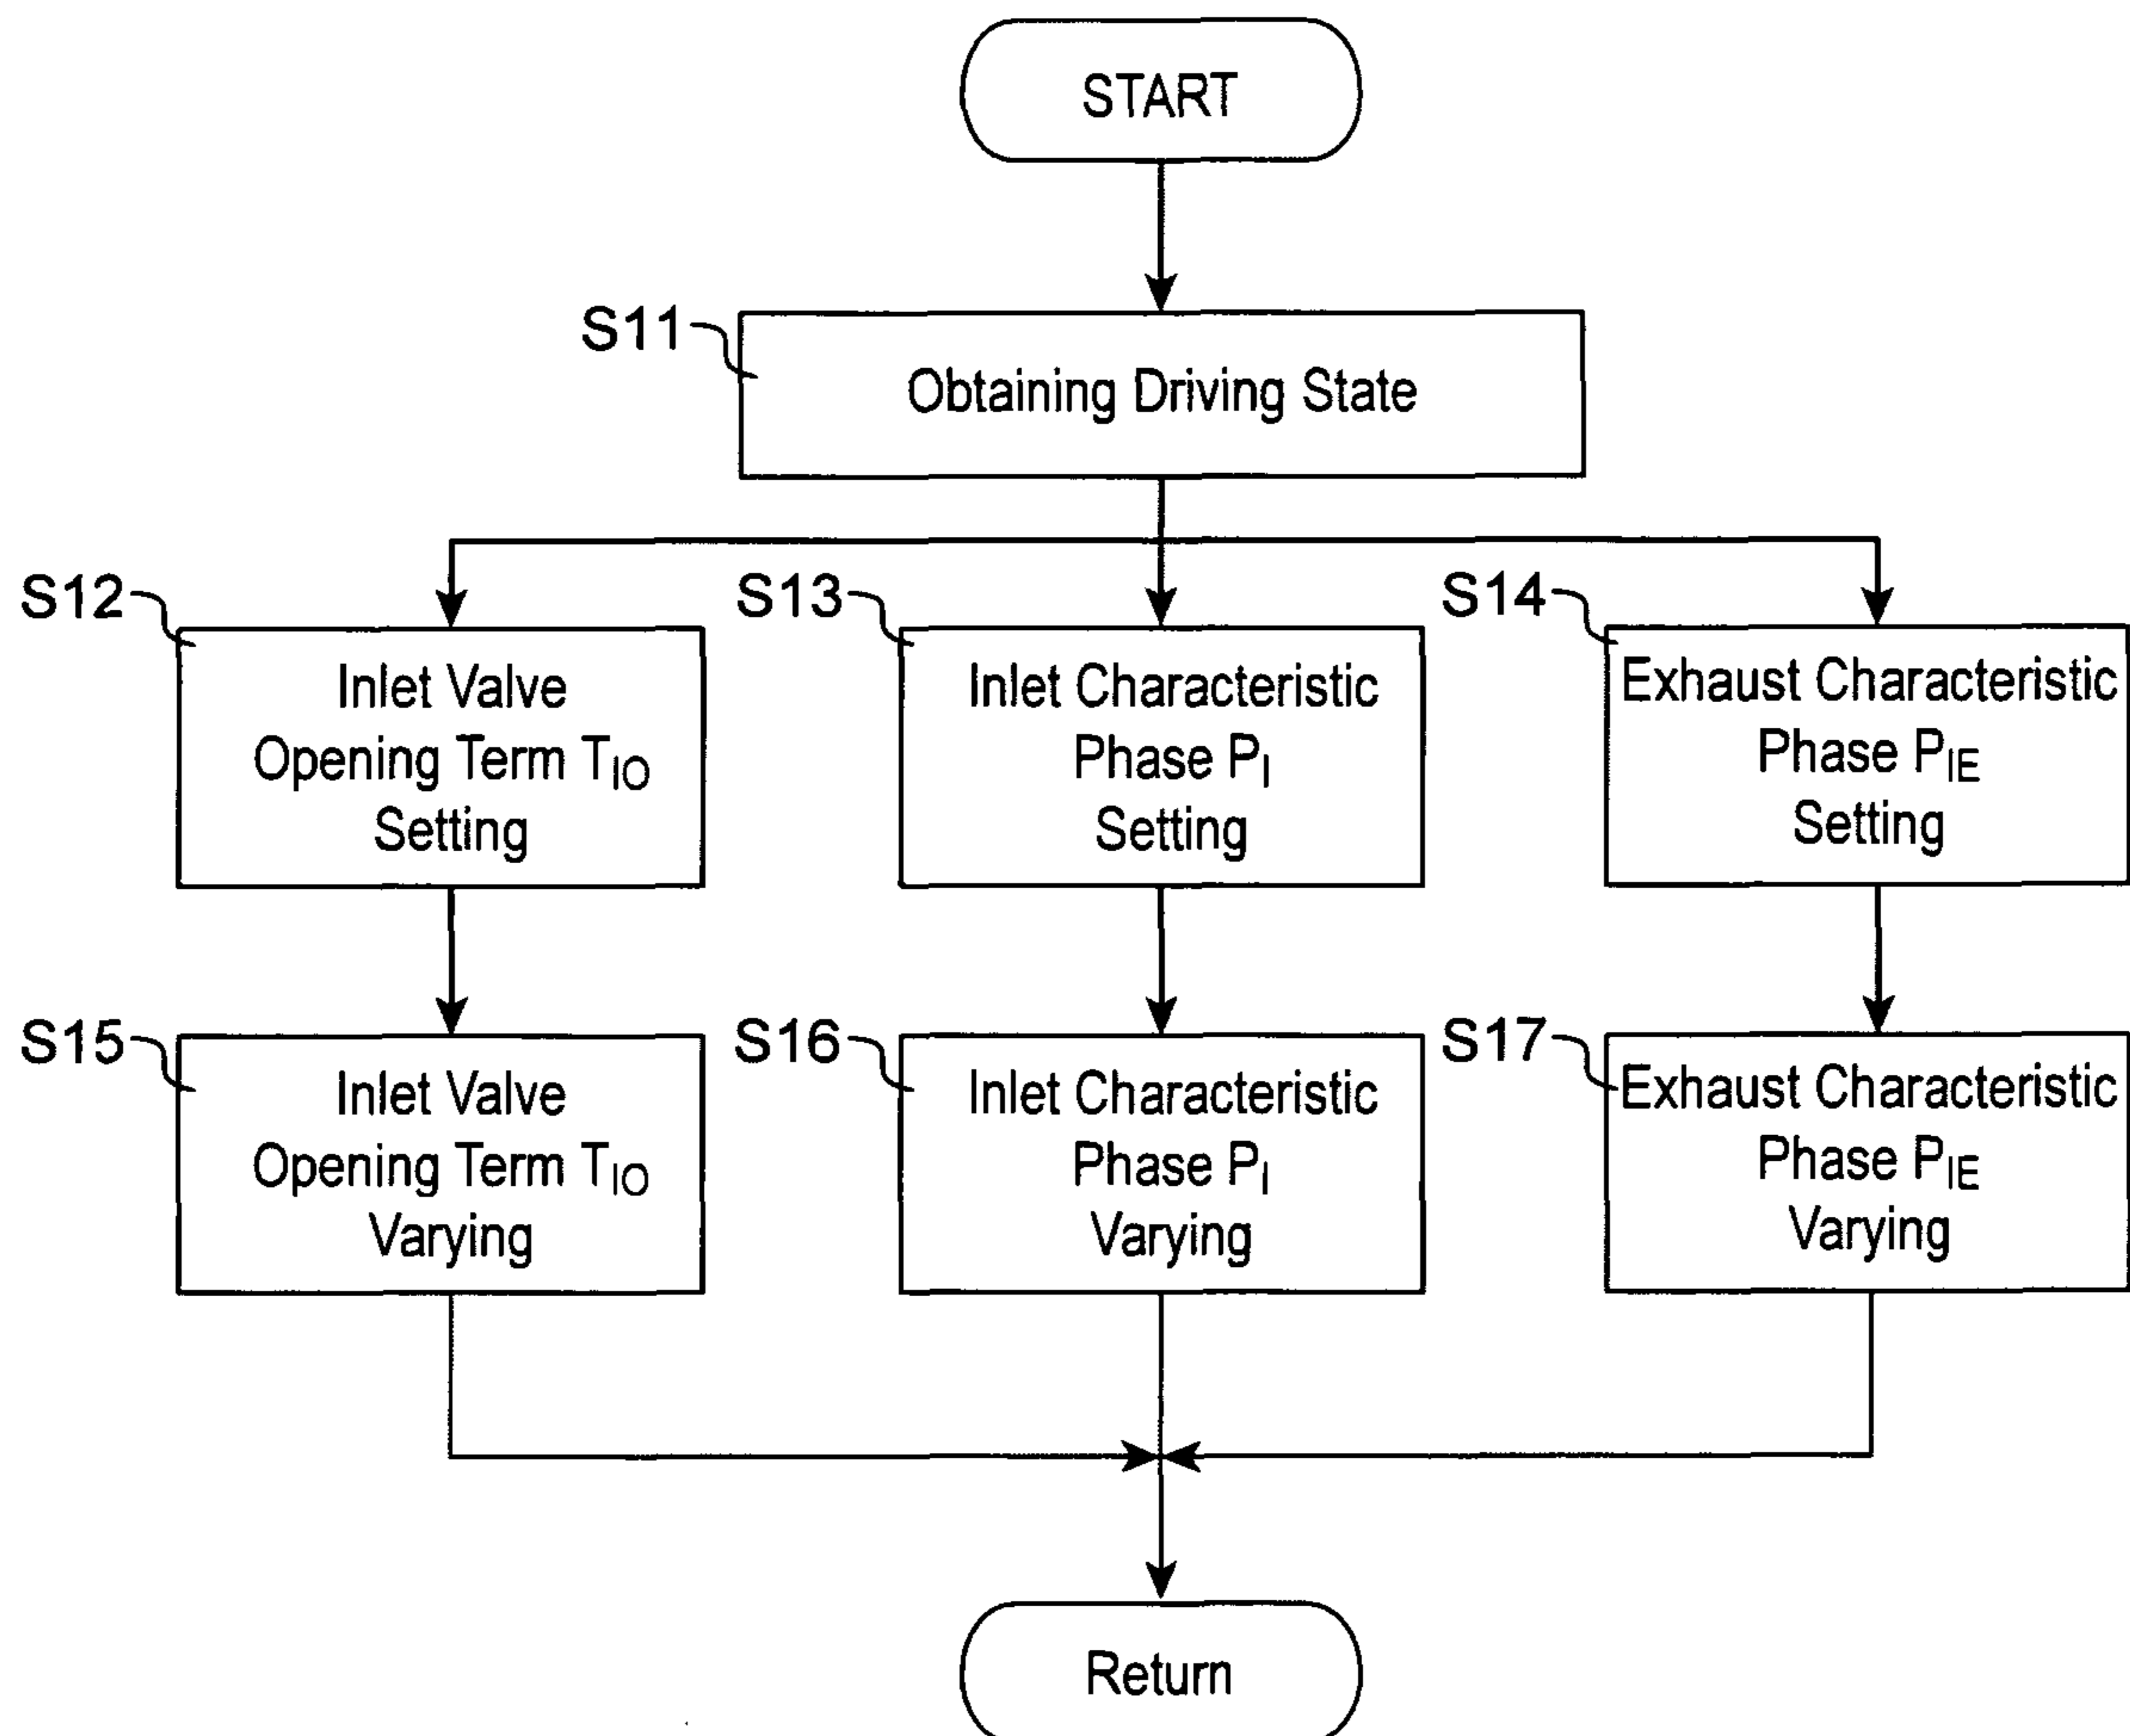 START
S11
Obtaining Driving State
S12
Inlet Valve
Opening Term T_IO
Setting
S13
Inlet Characteristic
Phase P_I
Setting
S14
Exhaust Characteristic
Phase P_IE
Setting
S15
Inlet Valve
Opening Term T_IO
Varying
S16
Inlet Characteristic
Phase P_I
Varying
S17
Exhaust Characteristic
Phase P_IE
Varying
Return